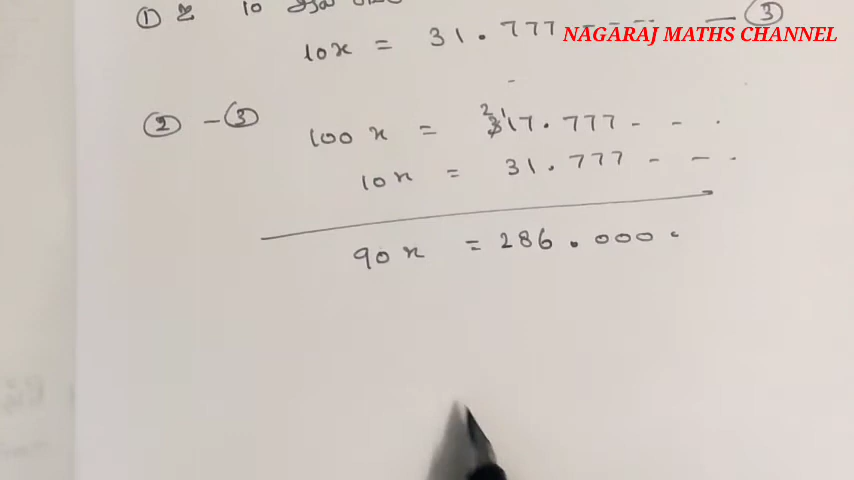 ① ஐ 10
10x = 31.777 ----- — ③
NAGARAJ MATHS CHANNEL
② - ③ 100x = 317.777 - - .
10x = 31.777 - - .
90x = 286.000.